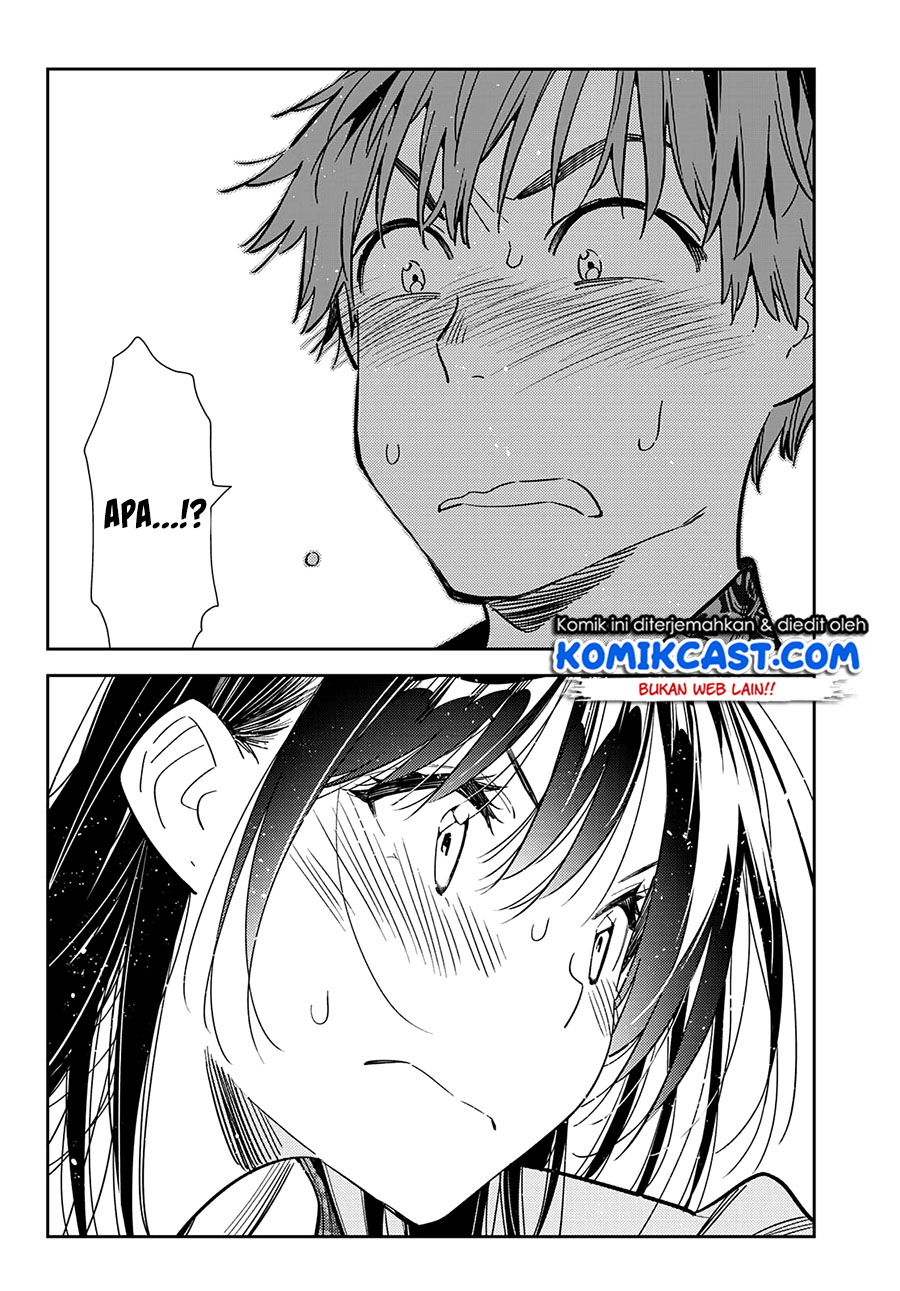 APA...!?
Komik ini diterjemahkan & diedit oleh
KOMIKCAST.COM
BUKAN WEB LAIN!!